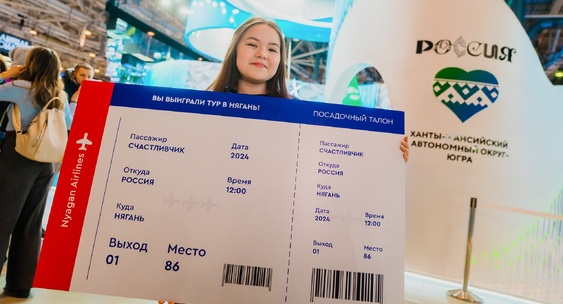 РОССИЯ
ХАНТЫ-МАНСИЙСКИЙ
АВТОНОМНЫЙ ОКРУГ-
ЮГРА
Nyagan Airlines
ВЫ ВЫИГРАЛИ ТУР В НЯГАНЬ!
Пассажир
СЧАСТЛИВЧИК
Дата
2024
Откуда
РОССИЯ
Время
12:00
Куда
НЯГАНЬ
Выход
01
Место
86
ПОСАДОЧНЫЙ ТАЛОН
Пассажир
СЧАСТЛИВЧИК
Откуда
РОССИЯ
Куда
НЯГАНЬ
Дата
2024
Время
12:00
Выход
01
Место
86